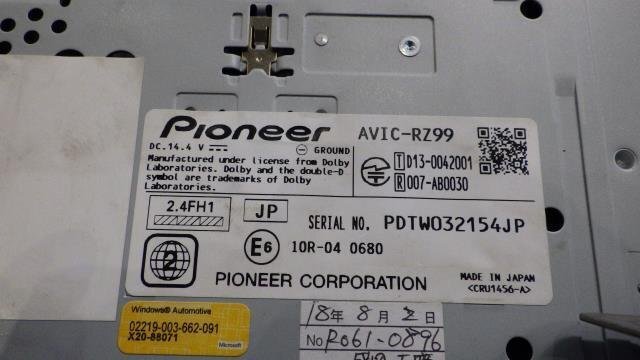 Pioneer AVIC-RZ99
DC.14.4 V
GROUND
Manufactured under license from Dolby
Laboratories. Dolby and the double-D
symbol are trademarks of Dolby
Laboratories.
T D13-0042001
R 007-AB0030
2.4FH1
JP
SERIAL NO. PDTW032154JP
2
E6 10R-04 0680
PIONEER CORPORATION
MADE IN JAPAN
<CRU1456-A>
Windows® Automotive
02219-003-662-091
X20-88071
Microsoft
18年 8月 2日
No R061-0896